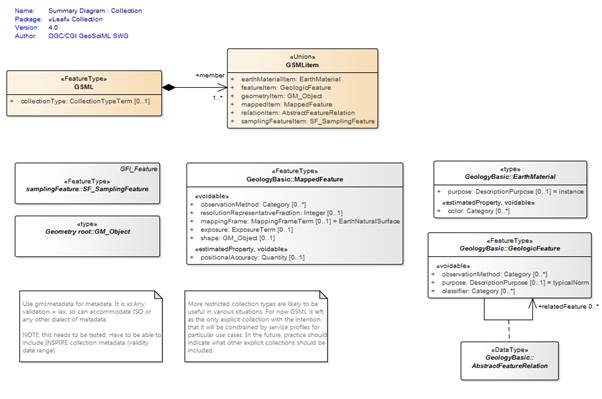 Name: Summary Diagram : Collection
Package: «Leaf» Collection
Version: 4.0
Author: OGC/CGI GeoSciML SWG
«FeatureType»
GSML
+ collectionType: CollectionTypeTerm [0..1]
+member
1..*
«Union»
GSMLitem
+ earthMaterialItem: EarthMaterial
+ featureItem: GeologicFeature
+ geometryItem: GM_Object
+ mappedItem: MappedFeature
+ relationItem: AbstractFeatureRelation
+ samplingFeatureItem: SF_SamplingFeature
GFI_Feature
«FeatureType»
samplingFeature::SF_SamplingFeature
«type»
Geometry root::GM_Object
«FeatureType»
GeologyBasic::MappedFeature
«voidable»
+ observationMethod: Category [0..*]
+ resolutionRepresentativeFraction: Integer [0..1]
+ mappingFrame: MappingFrameTerm [0..1] = EarthNaturalSurface
+ exposure: ExposureTerm [0..1]
+ shape: GM_Object [0..1]
«estimatedProperty, voidable»
+ positionalAccuracy: Quantity [0..1]
«type»
GeologyBasic::EarthMaterial
+ purpose: DescriptionPurpose [0..1] = instance
«estimatedProperty, voidable»
+ color: Category [0..*]
«FeatureType»
GeologyBasic::GeologicFeature
«voidable»
+ observationMethod: Category [0..*]
+ purpose: DescriptionPurpose [0..1] = typicalNorm
+ classifier: Category [0..*]
+relatedFeature 0..*
«DataType»
GeologyBasic::
AbstractFeatureRelation
Use gml:metadata for metadata. It is xs:Any,
validation = lax, so can accommodate ISO or
any other dialect of metadata.
NOTE: this needs to be tested. Have to be able to
include INSPIRE collection metadata (validity
date range)
More restricted collection types are likely to be
useful in various situations. For now GSML is left
as the only explicit collection with the intention
that it will be constrained by service profiles for
particular use cases. In the future, practice should
indicate what other explicit collections should be
included.